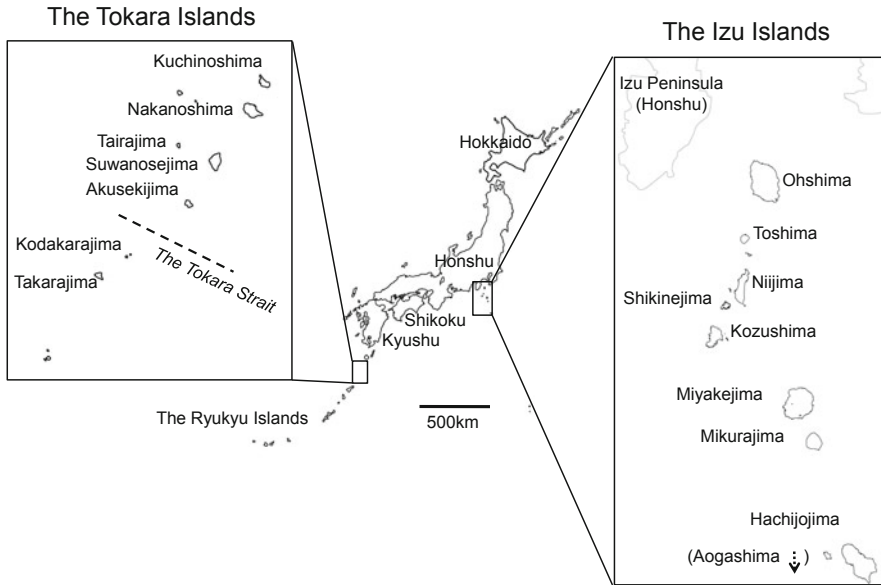 The Tokara Islands
Kuchinoshima
Nakanoshima
Tairajima
Suwanosejima
Akusekijima
Kodakarajima
The Tokara Strait
Takarajima
Hokkaido
Honshu
Shikoku
Kyushu
The Ryukyu Islands
500km
The Izu Islands
Izu Peninsula
(Honshu)
Ohshima
Toshima
Niijima
Shikinejima
Kozushima
Miyakejima
Mikurajima
Hachijojima
(Aogashima )